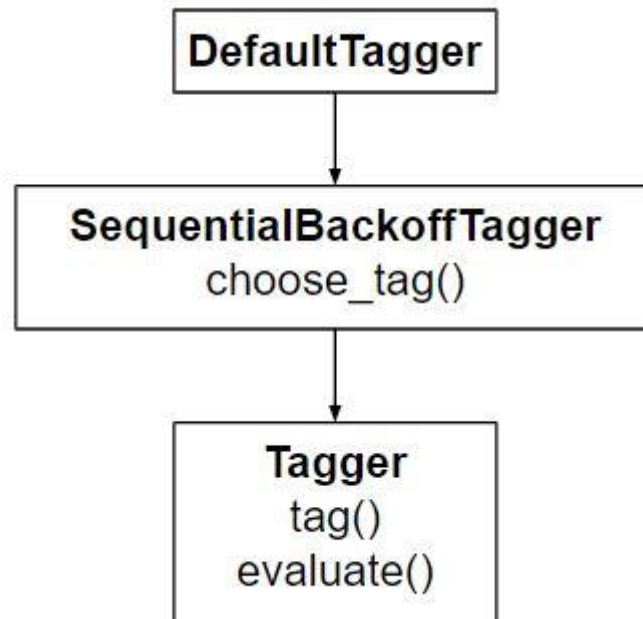 DefaultTagger
SequentialBackoffTagger
choose_tag()
Tagger
tag()
evaluate()